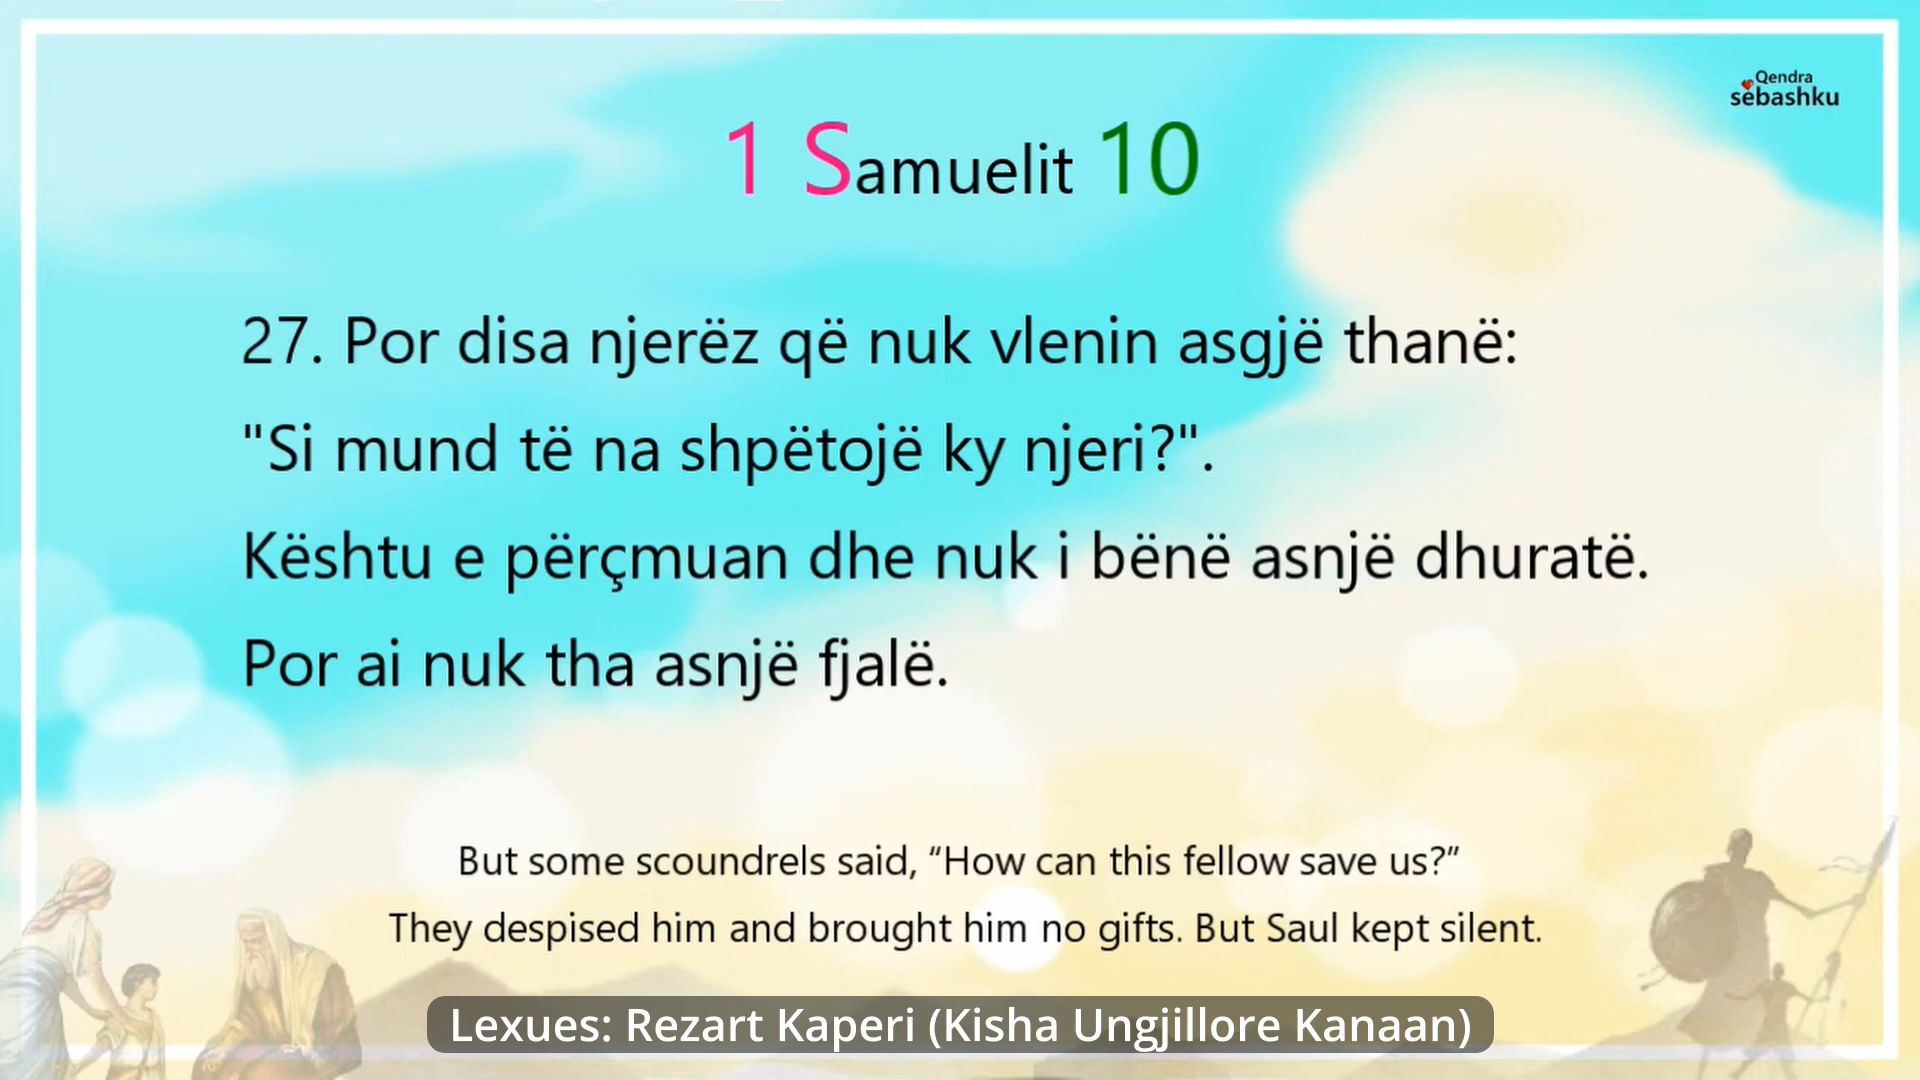 Qendra
sëbashku
1 Samuelit 10
27. Por disa njerëz që nuk vlenin asgjë thanë:
"Si mund të na shpëtojë ky njeri?".
Kështu e përçmuan dhe nuk i bënë asnjë dhuratë.
Por ai nuk tha asnjë fjalë.
But some scoundrels said, “How can this fellow save us?”
They despised him and brought him no gifts. But Saul kept silent.
Lexues: Rezart Kaperi (Kisha Ungjillore Kanaan)